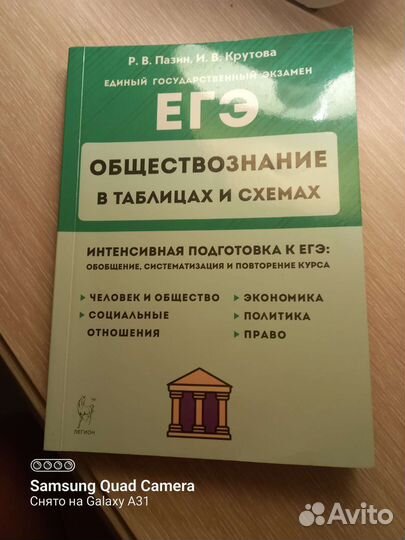 Р. В. Пазин, И. В. Крутова
ЕДИНЫЙ ГОСУДАРСТВЕННЫЙ ЭКЗАМЕН
ЕГЭ
ОБЩЕСТВОЗНАНИЕ
В ТАБЛИЦАХ И СХЕМАХ
ИНТЕНСИВНАЯ ПОДГОТОВКА К ЕГЭ:
ОБОБЩЕНИЕ, СИСТЕМАТИЗАЦИЯ И ПОВТОРЕНИЕ КУРСА
ЧЕЛОВЕК И ОБЩЕСТВО
СОЦИАЛЬНЫЕ
ОТНОШЕНИЯ
ЭКОНОМИКА
ПОЛИТИКА
ПРАВО
ЛЕГИОН
Samsung Quad Camera
Снято на Galaxy A31
Avito